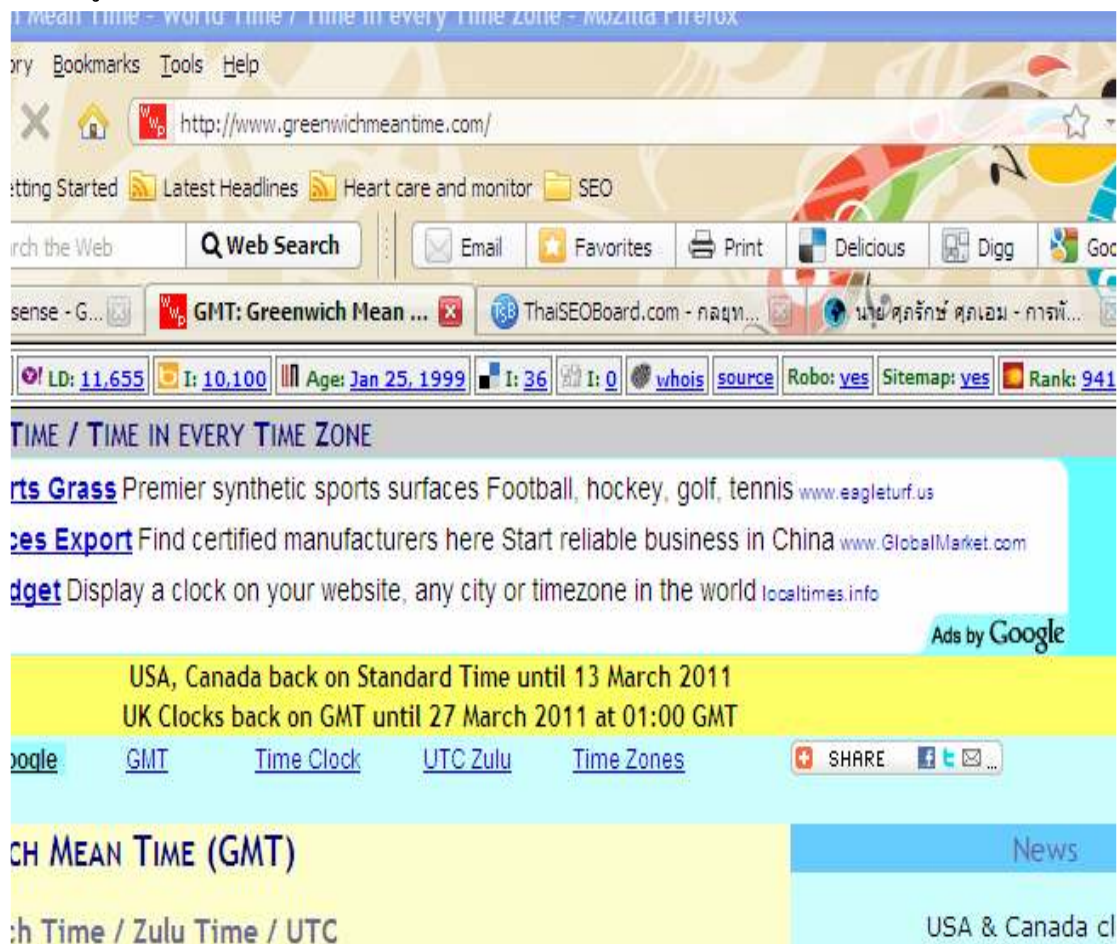 Mean Time - World Time / Time in every Time Zone - Mozilla Firefox
ory Bookmarks Tools Help
http://www.greenwichmeantime.com/
etting Started Latest Headlines Heart care and monitor SEO
rch the Web Web Search Email Favorites Print Delicious Digg Goo
sense - G... GMT: Greenwich Mean ... ThaiSEOBoard.com - กลยุท... นาย ศุภรักษ์ ศุภเอม - การพั...
LD: 11,655 I: 10,100 Age: Jan 25, 1999 I: 36 I: 0 whois source Robo: yes Sitemap: yes Rank: 941
TIME / TIME IN EVERY TIME ZONE
rts Grass Premier synthetic sports surfaces Football, hockey, golf, tennis www.eagleturf.us
ces Export Find certified manufacturers here Start reliable business in China www.GlobalMarket.com
dget Display a clock on your website, any city or timezone in the world localtimes.info
Ads by Google
USA, Canada back on Standard Time until 13 March 2011
UK Clocks back on GMT until 27 March 2011 at 01:00 GMT
oogle GMT Time Clock UTC Zulu Time Zones SHARE ...
CH MEAN TIME (GMT)
News
ch Time / Zulu Time / UTC
USA & Canada cl